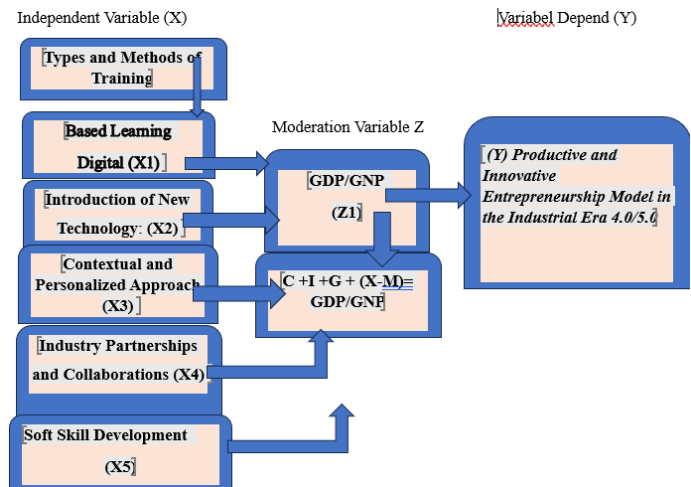 Independent Variable (X)
Variabel Depend (Y)
[Types and Methods of
Training]
[Based Learning
Digital (X1) ]
Moderation Variable Z
[Introduction of New
Technology: (X2) ]
[GDP/GNP
(Z1)]
[ (Y) Productive and
Innovative
Entrepreneurship Model in
the Industrial Era 4.0/5.0]
[Contextual and
Personalized Approach
(X3) ]
[C +I +G + (X-M)=
GDP/GNP]
[Industry Partnerships
and Collaborations (X4)]
[Soft Skill Development
(X5)]